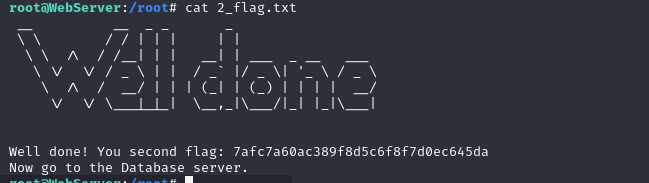 root@WebServer:/root# cat 2_flag.txt
Well done
Well done! You second flag: 7afc7a60ac389f8d5c6f8f7d0ec645da
Now go to the Database server.
root@WebServer:/root#